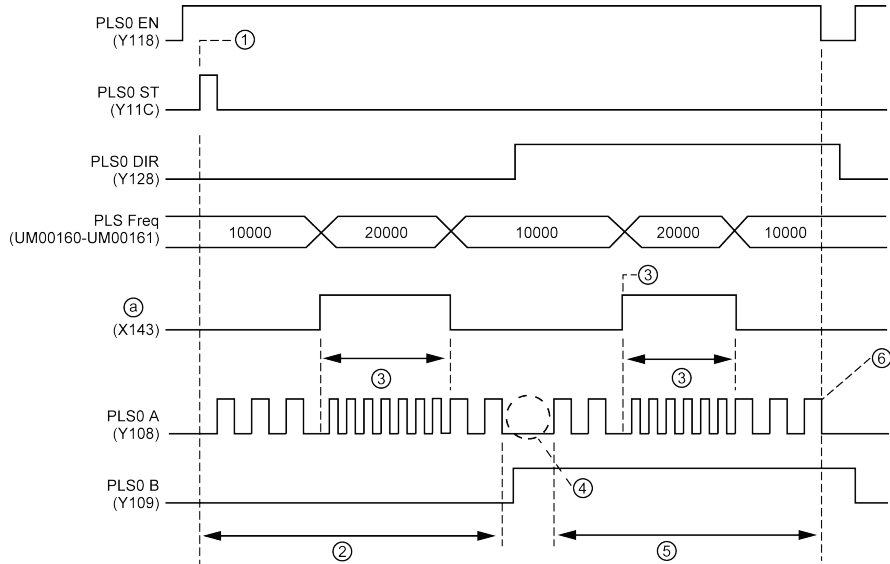 PLS0 EN
(Y118)
①
PLS0 ST
(Y11C)
PLS0 DIR
(Y128)
PLS Freq
(UM00160-UM00161)
10000 20000 10000 20000 10000
ⓐ
(X143)
③
③ ③
⑥
PLS0 A
(Y108)
④
PLS0 B
(Y109)
② ⑤